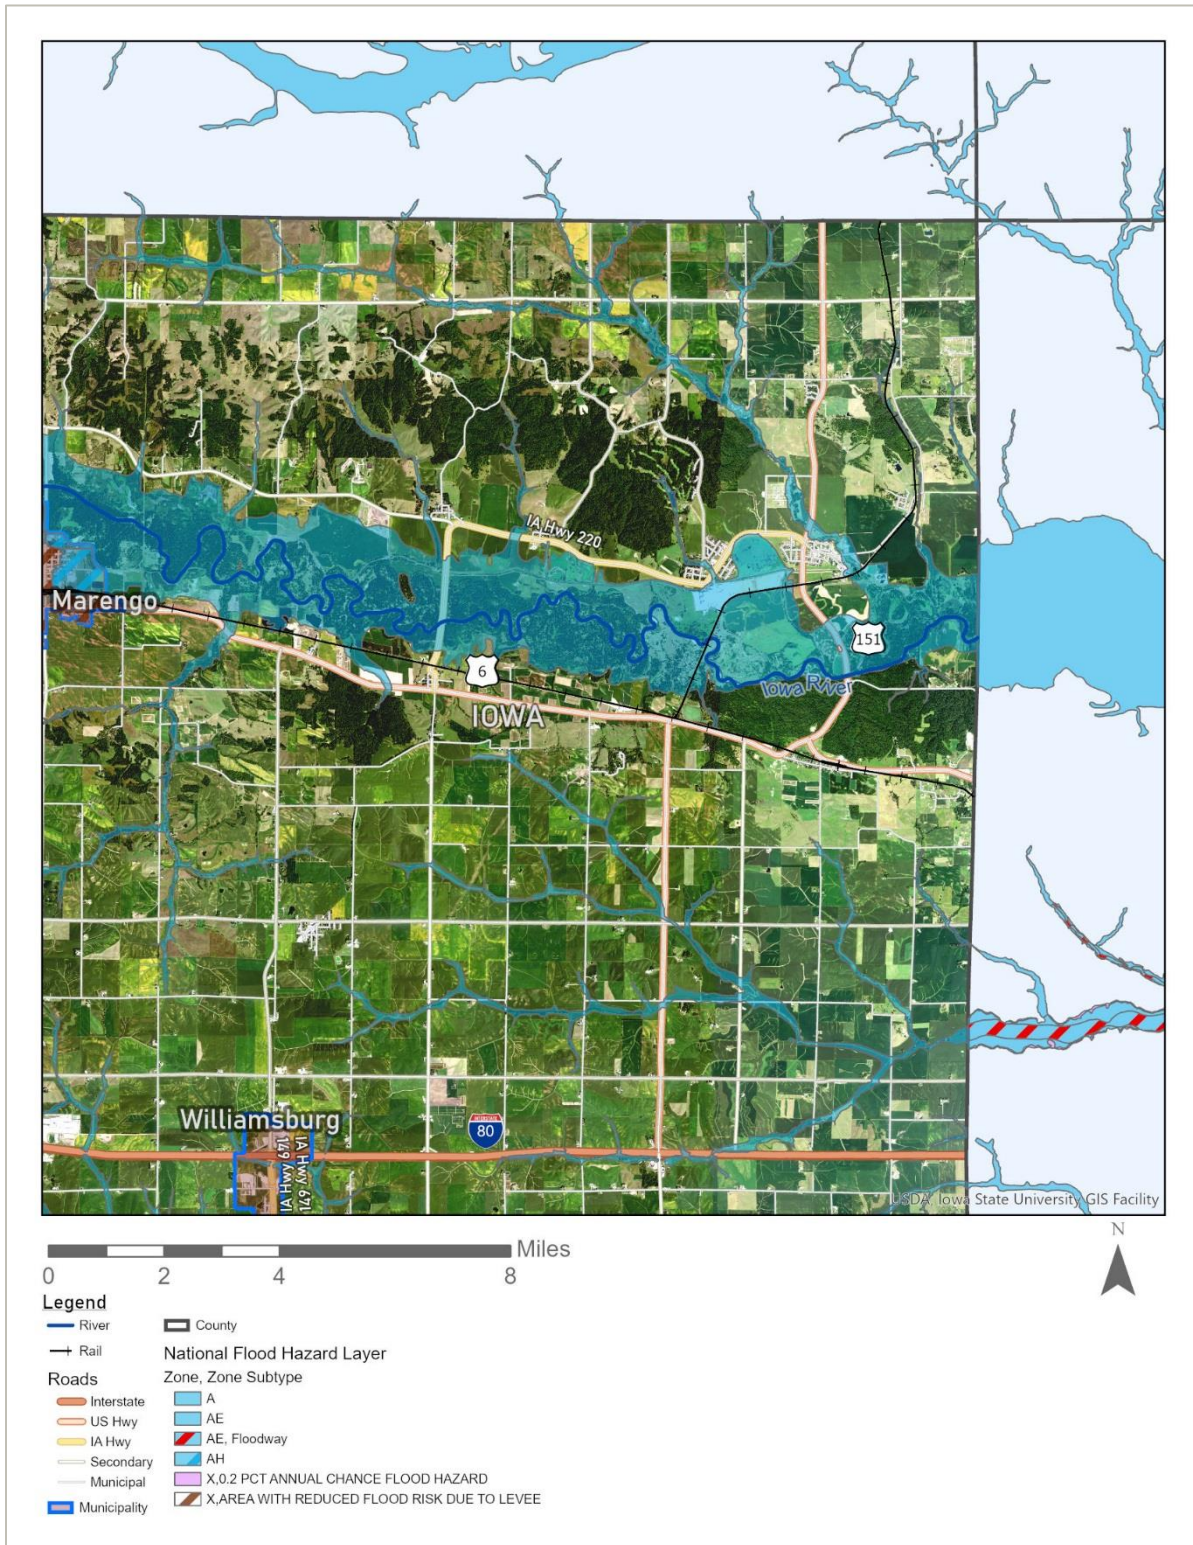 IA Hwy 220
Marengo
151
6
Iowa River
IOWA
Williamsburg
INTERSTATE
80
IA Hwy 149
IA Hwy 149
USDA, Iowa State University GIS Facility
Miles
0 2 4 8
N
Legend
River
Rail
Roads
Interstate
US Hwy
IA Hwy
Secondary
Municipal
Municipality
County
National Flood Hazard Layer
Zone, Zone Subtype
A
AE
AE, Floodway
AH
X,0.2 PCT ANNUAL CHANCE FLOOD HAZARD
X,AREA WITH REDUCED FLOOD RISK DUE TO LEVEE